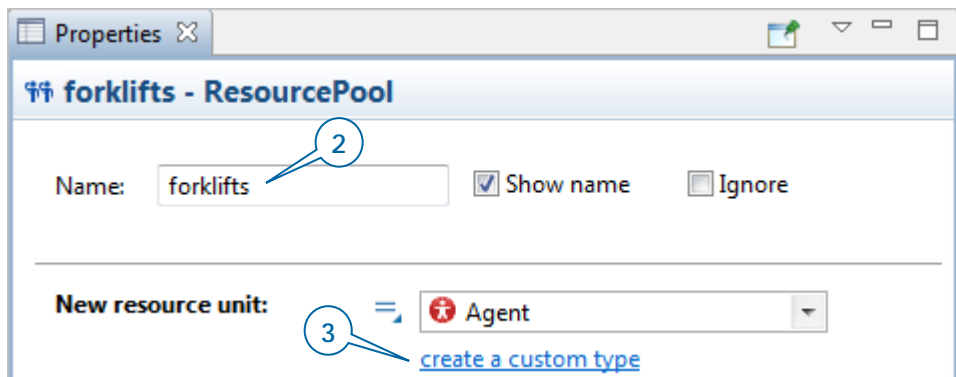 Properties
forklifts - ResourcePool
2
Name: forklifts Show name Ignore
New resource unit: Agent
3
create a custom type